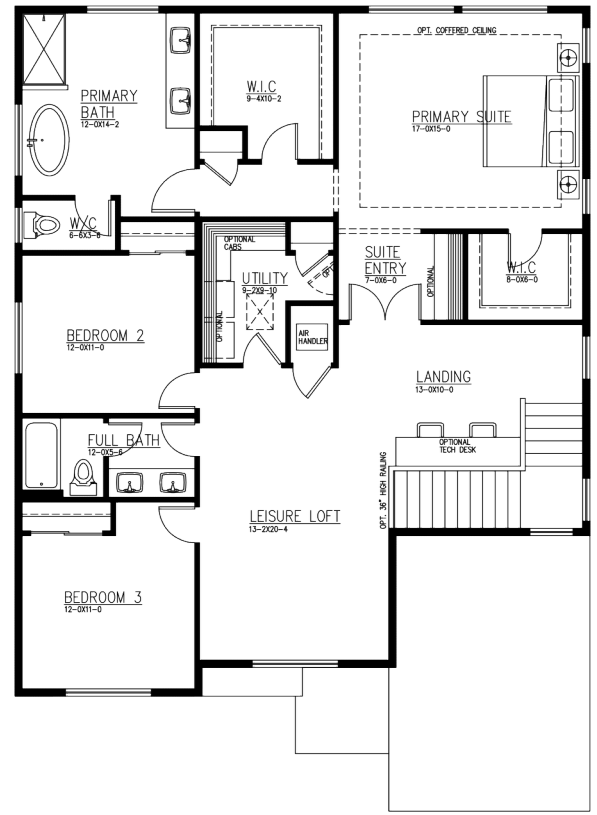 OPT. COFFERED CEILING
PRIMARY
BATH
12-0X14-2
W.I.C
9-4X10-2
PRIMARY SUITE
17-0X15-0
W/C
6-6X3-6
OPTIONAL
CABS
UTILITY
9-2X9-10
OPT
OPTIONAL
SUITE
ENTRY
7-0X6-0
OPTIONAL
W.I.C
8-0X6-0
BEDROOM 2
12-0X11-0
AIR
HANDLER
LANDING
13-0X10-0
FULL BATH
12-0X5-6
OPTIONAL
TECH DESK
OPT. 36" HIGH RAILING
LEISURE LOFT
13-2X20-4
BEDROOM 3
12-0X11-0